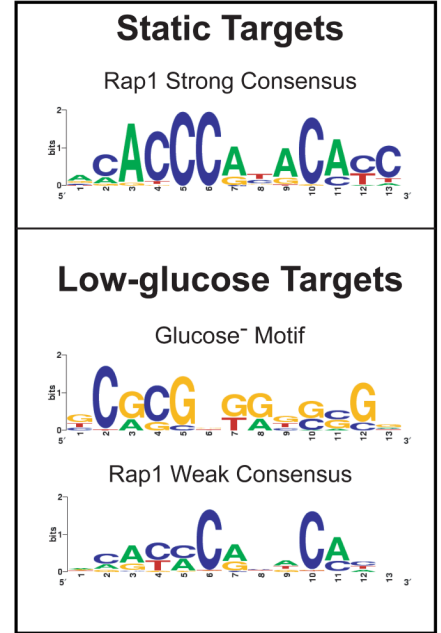 Static Targets
Rap1 Strong Consensus
2
bits
1
0
5′ 1 2 3 4 5 6 7 8 9 10 11 12 13 3′
Low-glucose Targets
Glucose⁻ Motif
2
bits
1
0
5′ 1 2 3 4 5 6 7 8 9 10 11 12 13 3′
Rap1 Weak Consensus
2
bits
1
0
5′ 1 2 3 4 5 6 7 8 9 10 11 12 13 3′